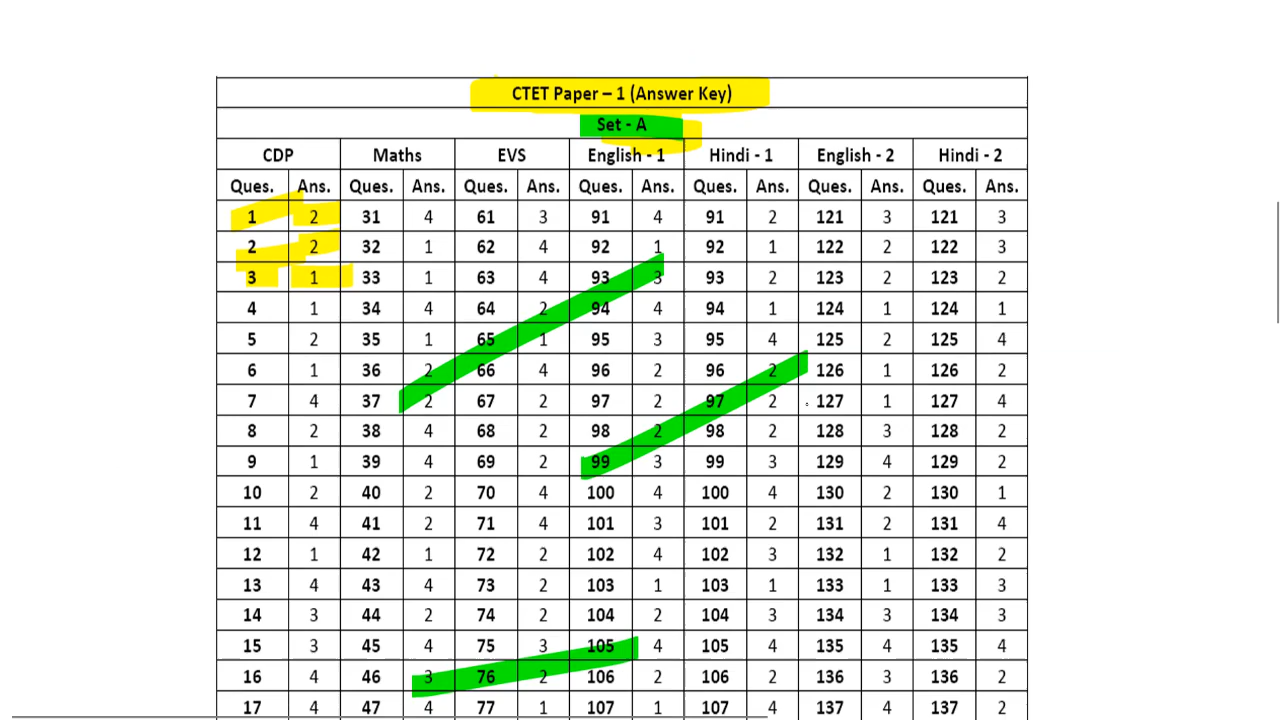 CTET Paper – 1 (Answer Key)
Set - A
CDP Maths EVS English - 1 Hindi - 1 English - 2 Hindi - 2
Ques. Ans. Ques. Ans. Ques. Ans. Ques. Ans. Ques. Ans. Ques. Ans. Ques. Ans.
1 2 31 4 61 3 91 4 91 2 121 3 121 3
2 2 32 1 62 4 92 1 92 1 122 2 122 3
3 1 33 1 63 4 93 3 93 2 123 2 123 2
4 1 34 4 64 2 94 4 94 1 124 1 124 1
5 2 35 1 65 1 95 3 95 4 125 2 125 4
6 1 36 2 66 4 96 2 96 2 126 1 126 2
7 4 37 2 67 2 97 2 97 2 127 1 127 4
8 2 38 4 68 2 98 2 98 2 128 3 128 2
9 1 39 4 69 2 99 3 99 3 129 4 129 2
10 2 40 2 70 4 100 4 100 4 130 2 130 1
11 4 41 2 71 4 101 3 101 2 131 2 131 4
12 1 42 1 72 2 102 4 102 3 132 1 132 2
13 4 43 4 73 2 103 1 103 1 133 1 133 3
14 3 44 2 74 2 104 2 104 3 134 3 134 3
15 3 45 4 75 3 105 4 105 4 135 4 135 4
16 4 46 3 76 2 106 2 106 2 136 3 136 2
17 4 47 4 77 1 107 1 107 4 137 4 137 2